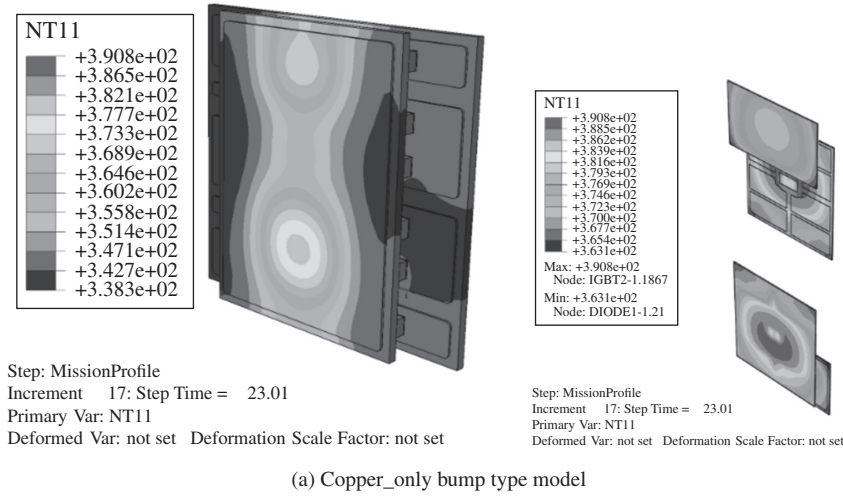 NT11
+3.908e+02
+3.865e+02
+3.821e+02
+3.777e+02
+3.733e+02
+3.689e+02
+3.646e+02
+3.602e+02
+3.558e+02
+3.514e+02
+3.471e+02
+3.427e+02
+3.383e+02
Step: MissionProfile
Increment 17: Step Time = 23.01
Primary Var: NT11
Deformed Var: not set Deformation Scale Factor: not set
NT11
+3.908e+02
+3.885e+02
+3.862e+02
+3.839e+02
+3.816e+02
+3.793e+02
+3.769e+02
+3.746e+02
+3.723e+02
+3.700e+02
+3.677e+02
+3.654e+02
+3.631e+02
Max: +3.908e+02
Node: IGBT2-1.1867
Min: +3.631e+02
Node: DIODE1-1.21
Step: MissionProfile
Increment 17: Step Time = 23.01
Primary Var: NT11
Deformed Var: not set Deformation Scale Factor: not set
(a) Copper_only bump type model